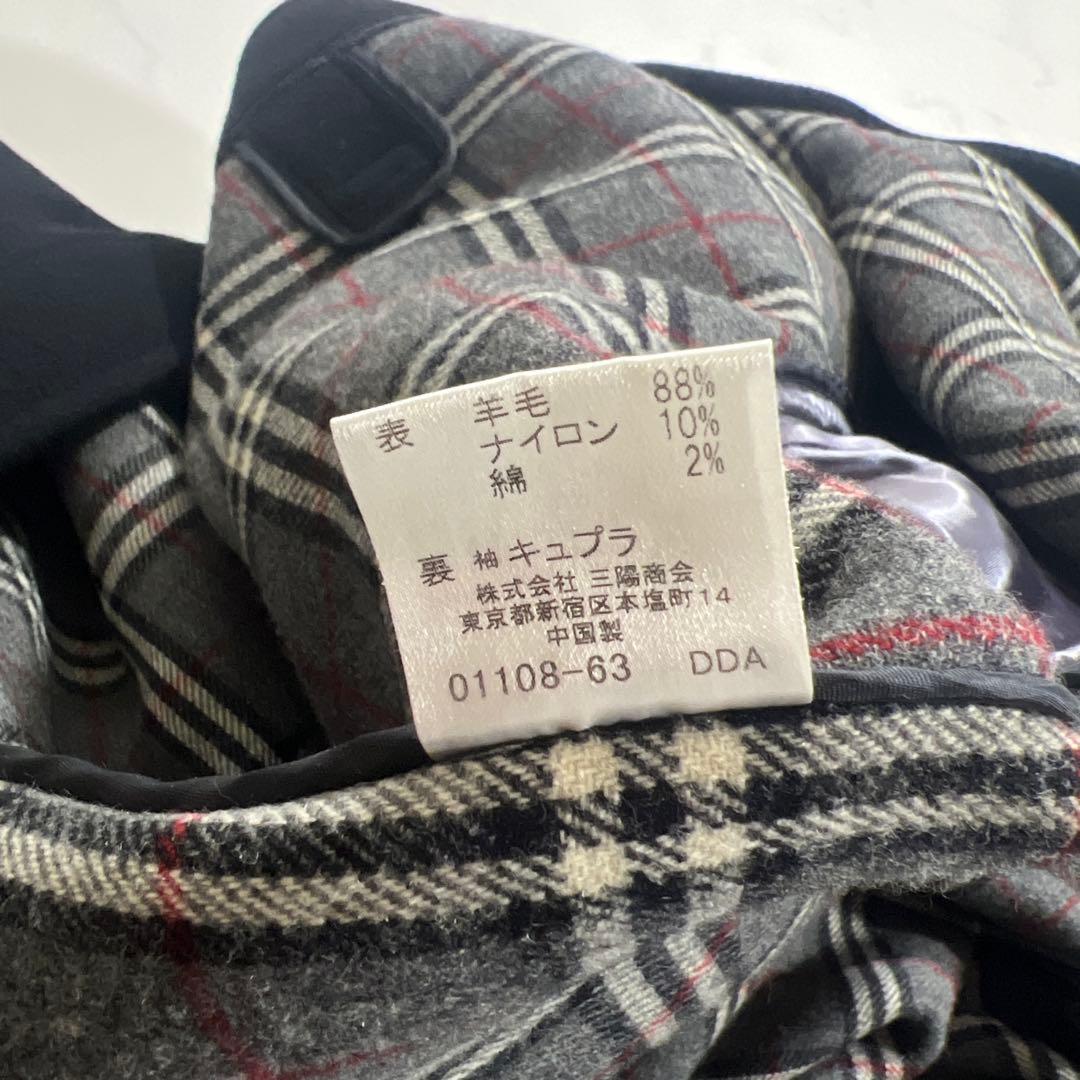 表 羊毛 88%
ナイロン 10%
綿 2%
裏 袖 キュプラ
株式会社 三陽商会
東京都新宿区本塩町14
中国製
01108-63 DDA